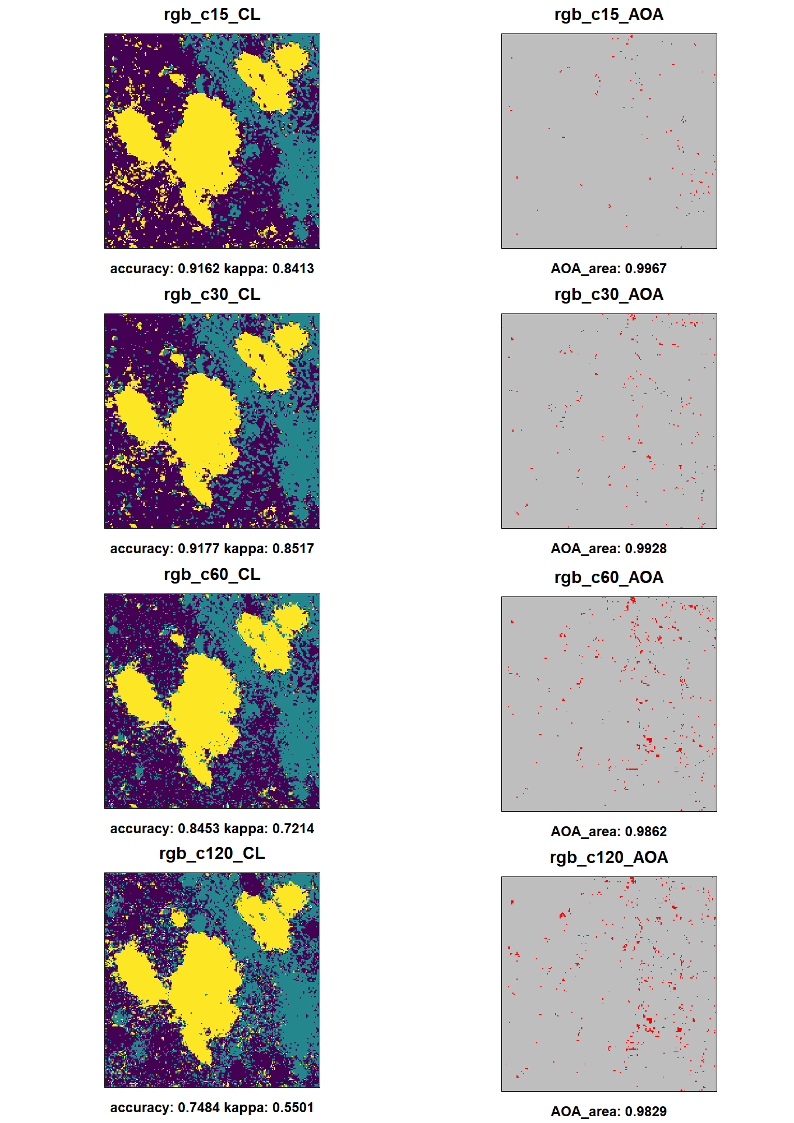 rgb_c15_CL
rgb_c15_AOA
accuracy: 0.9162 kappa: 0.8413
AOA_area: 0.9967
rgb_c30_CL
rgb_c30_AOA
accuracy: 0.9177 kappa: 0.8517
AOA_area: 0.9928
rgb_c60_CL
rgb_c60_AOA
accuracy: 0.8453 kappa: 0.7214
AOA_area: 0.9862
rgb_c120_CL
rgb_c120_AOA
accuracy: 0.7484 kappa: 0.5501
AOA_area: 0.9829